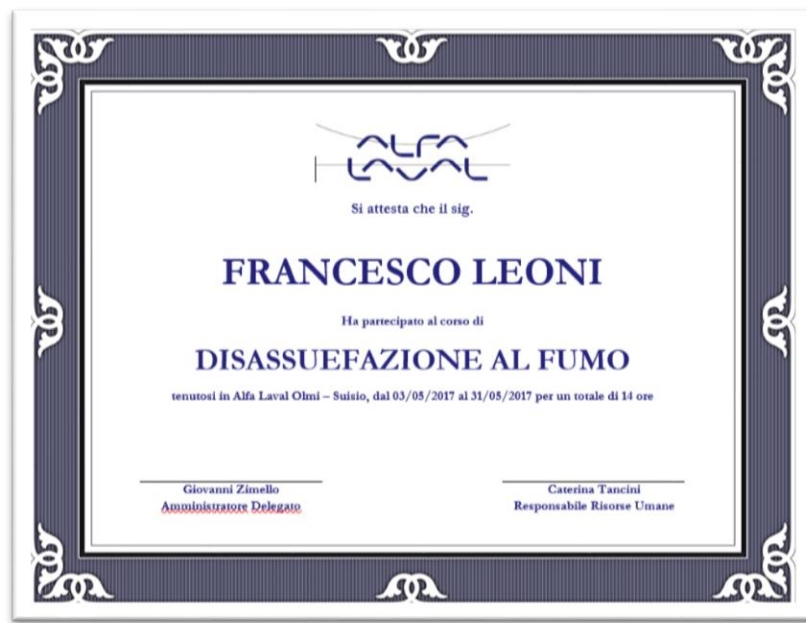 ALFA
LAVAL
Si attesta che il sig.
FRANCESCO LEONI
Ha partecipato al corso di
DISASSUEFAZIONE AL FUMO
tenutosi in Alfa Laval Olmi – Suisio, dal 03/05/2017 al 31/05/2017 per un totale di 14 ore
Giovanni Zimello
Amministratore Delegato
Caterina Tancini
Responsabile Risorse Umane